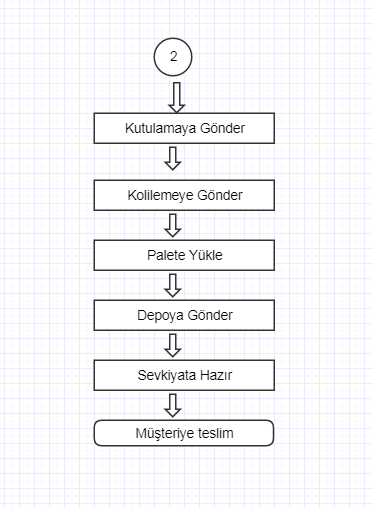 2
Kutulamaya Gönder
Kolilemeye Gönder
Palete Yükle
Depoya Gönder
Sevkiyata Hazır
Müşteriye teslim